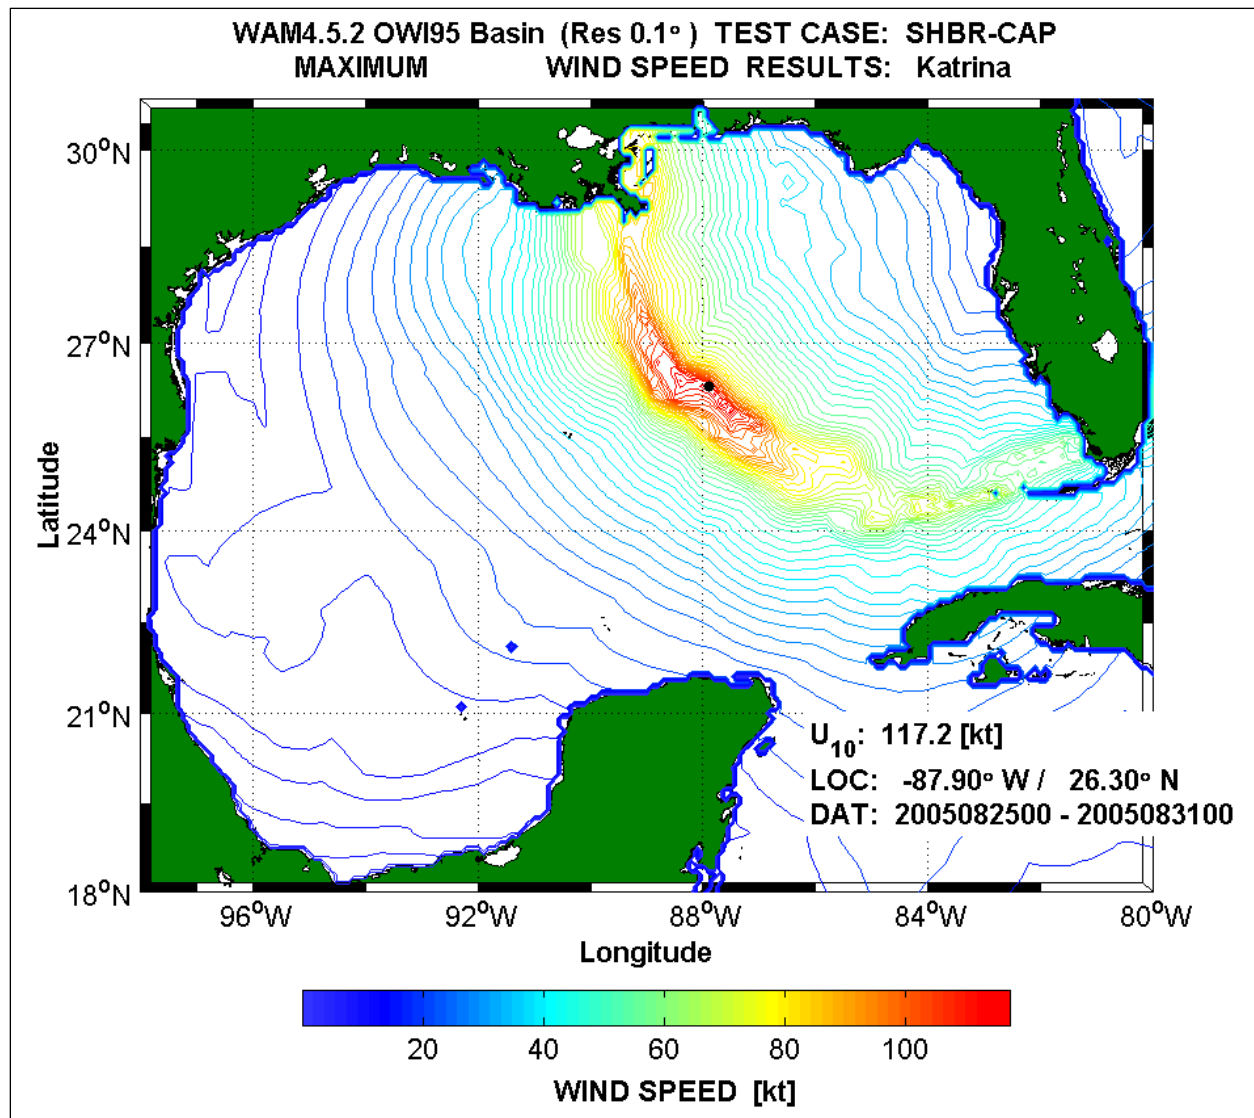 WAM4.5.2 OWI95 Basin (Res 0.1° ) TEST CASE: SHBR-CAP
MAXIMUM WIND SPEED RESULTS: Katrina
30°N
27°N
24°N
21°N
18°N
Latitude
U10: 117.2 [kt]
LOC: -87.90° W / 26.30° N
DAT: 2005082500 - 2005083100
96°W 92°W 88°W 84°W 80°W
Longitude
20 40 60 80 100
WIND SPEED [kt]